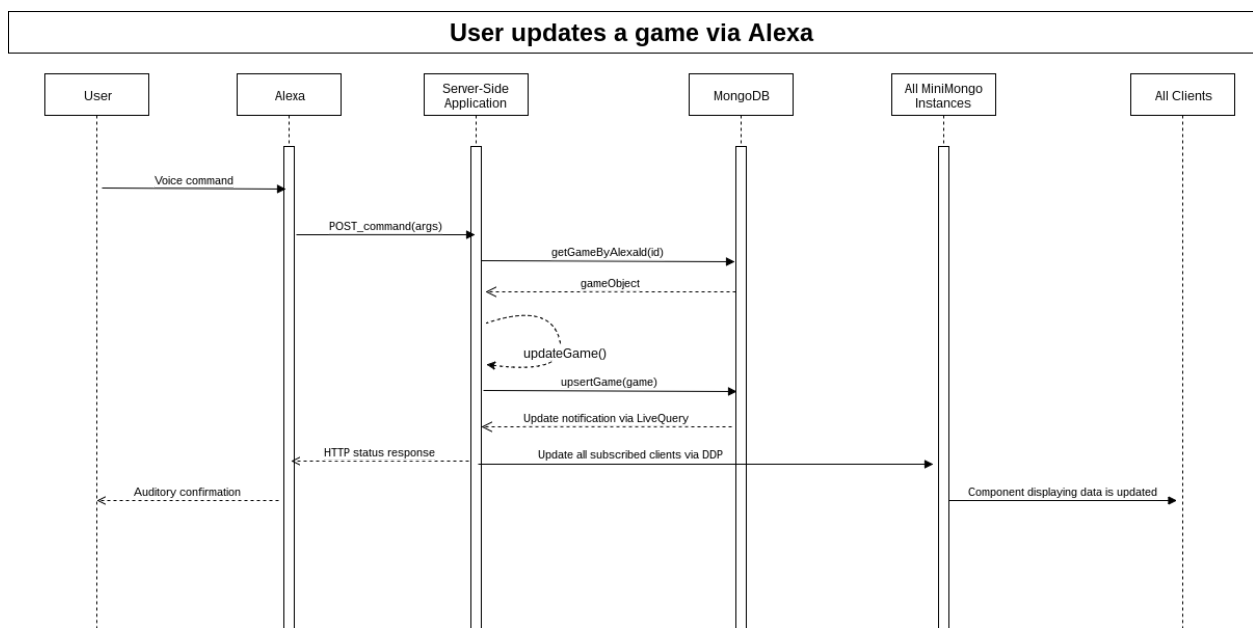 User updates a game via Alexa
User
Alexa
Server-Side
Application
MongoDB
All MiniMongo
Instances
All Clients
Voice command
POST_command(args)
getGameByAlexaId(id)
gameObject
updateGame()
upsertGame(game)
Update notification via LiveQuery
HTTP status response
Update all subscribed clients via DDP
Auditory confirmation
Component displaying data is updated